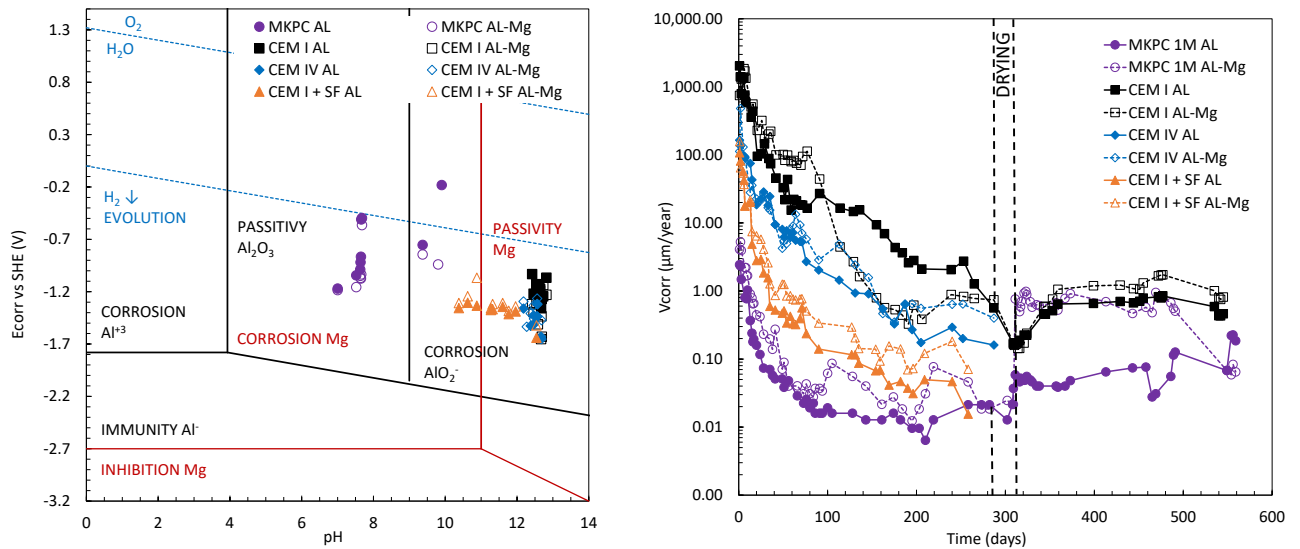 1.3
0.8
0.3
-0.2
-0.7
-1.2
-1.7
-2.2
-2.7
-3.2
Ecorr vs SHE (V)
0
2
4
6
8
10
12
14
pH
O2
H2O
H2 ↓
EVOLUTION
MKPC AL
MKPC AL-Mg
CEM I AL
CEM I AL-Mg
CEM IV AL
CEM IV AL-Mg
CEM I + SF AL
CEM I + SF AL-Mg
PASSITIVY
Al2O3
PASSIVITY
Mg
CORROSION
Al+3
CORROSION Mg
CORROSION
AlO2-
IMMUNITY Al-
INHIBITION Mg
10,000.00
1,000.00
100.00
10.00
1.00
0.10
0.01
0.00
Vcorr (µm/year)
0
100
200
300
400
500
600
Time (days)
DRYING
MKPC 1M AL
MKPC 1M AL-Mg
CEM I AL
CEM I AL-Mg
CEM IV AL
CEM IV AL-Mg
CEM I + SF AL
CEM I + SF AL-Mg